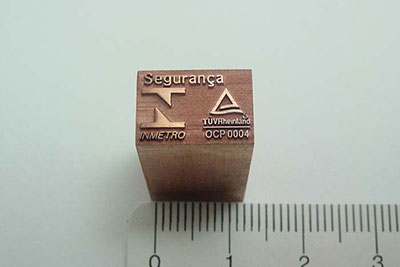 Segurança
INMETRO
TÜVRheinland
OCP 0004
0 1 2 3